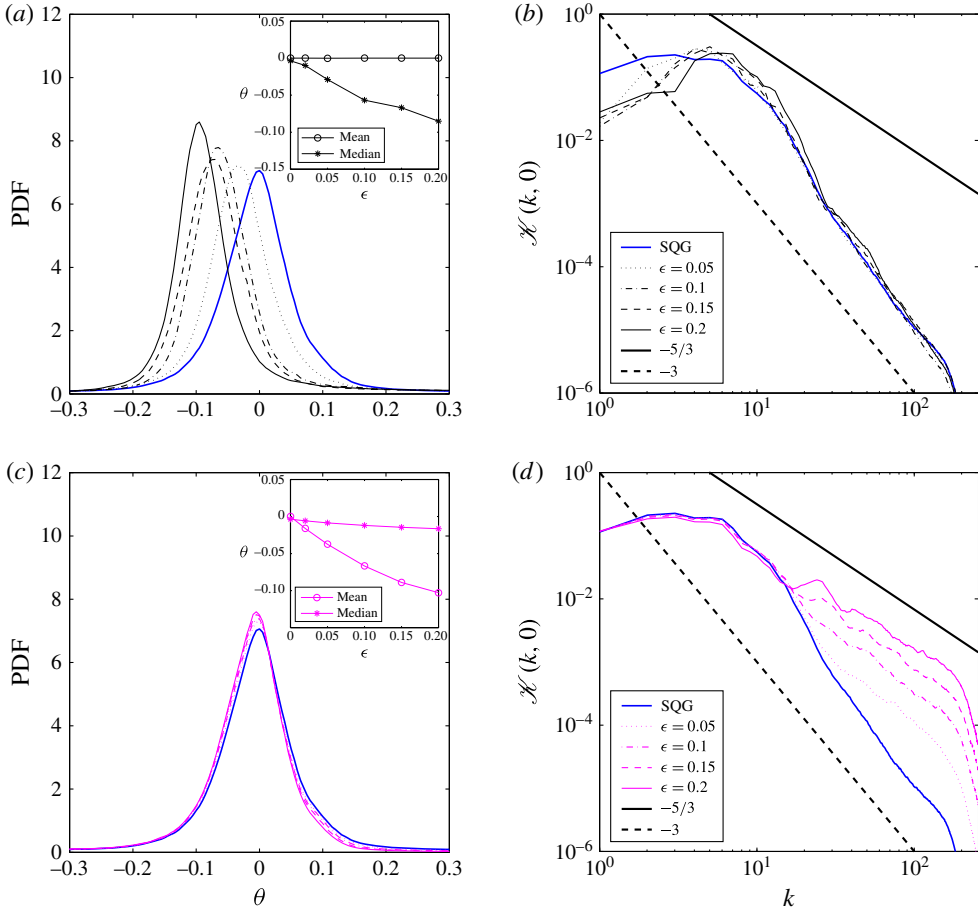 (a)
12
10
8
6
4
2
0
PDF
−0.3
−0.2
−0.1
0
0.1
0.2
0.3
0.05
0
θ −0.05
−0.10
−0.15
0
0.05
0.10
0.15
0.20
ϵ
Mean
Median
(b)
10^0
10^−2
10^−4
10^−6
𝒦 (k, 0)
10^0
10^1
10^2
SQG
ϵ = 0.05
ϵ = 0.1
ϵ = 0.15
ϵ = 0.2
−5/3
−3
(c)
12
10
8
6
4
2
0
PDF
−0.3
−0.2
−0.1
0
0.1
0.2
0.3
θ
0.05
0
θ −0.05
−0.10
0
0.05
0.10
0.15
0.20
ϵ
Mean
Median
(d)
10^0
10^−2
10^−4
10^−6
𝒦 (k, 0)
10^0
10^1
10^2
k
SQG
ϵ = 0.05
ϵ = 0.1
ϵ = 0.15
ϵ = 0.2
−5/3
−3